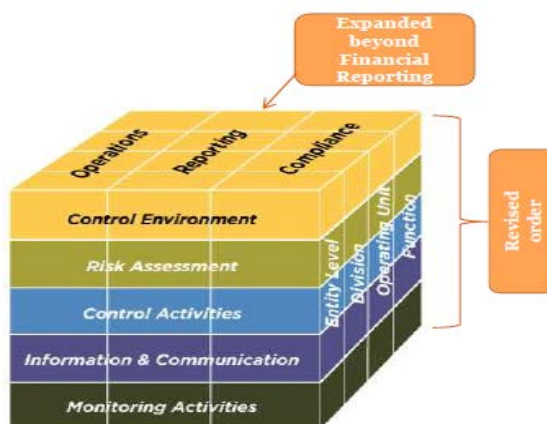 Expanded
beyond
Financial
Reporting
Operations
Reporting
Compliance
Control Environment
Risk Assessment
Control Activities
Information & Communication
Monitoring Activities
Entity Level
Division
Operating Unit
Function
Revised
order